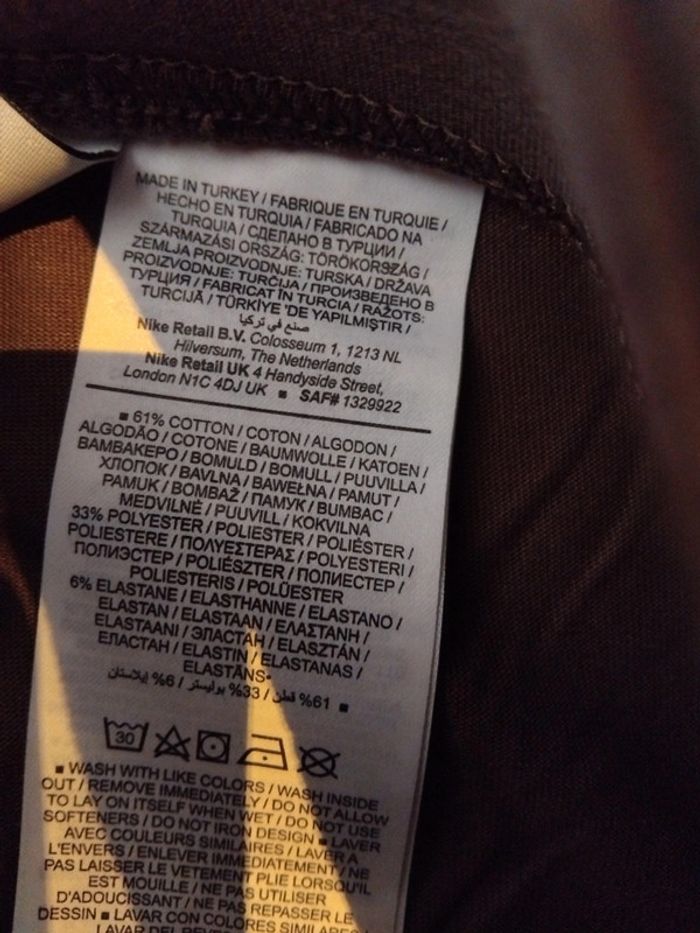 MADE IN TURKEY / FABRIQUE EN TURQUIE /
HECHO EN TURQUIA / FABRICADO NA
TURQUIA / СДЕЛАНО В ТУРЦИИ /
SZÁRMAZÁSI ORSZÁG: TÖRÖKORSZÁG /
ZEMLJA PROIZVODNJE: TURSKA / DRŽAVA
PROIZVODNJE: TURČIJA / ПРОИЗВЕДЕНО В
ТУРЦИЯ / FABRICAT ÎN TURCIA / RAŽOTS:
TURCIJĀ / TÜRKİYE 'DE YAPILMIŞTIR /
صنع في تركيا
Nike Retail B.V. Colosseum 1, 1213 NL
Hilversum, The Netherlands
Nike Retail UK 4 Handyside Street,
London N1C 4DJ UK ■ SAF# 1329922
■ 61% COTTON / COTON / ALGODON /
ALGODÃO / COTONE / BAUMWOLLE / KATOEN /
ΒΑΜΒΑΚΕΡΟ / BOMULD / BOMULL / PUUVILLA /
ХЛОПОК / BAVLNA / BAWEŁNA / PAMUT /
PAMUK / BOMBAŽ / ПАМУК / BUMBAC /
MEDVILNĖ / PUUVILL / KOKVILNA
33% POLYESTER / POLIESTER / POLIÉSTER /
POLIESTERE / ΠΟΛΥΕΣΤΕΡΑΣ / POLYESTERI /
ПОЛИЭСТЕР / POLIÉSZTER / ПОЛИЕСТЕР /
POLIESTERIS / POLÜESTER
6% ELASTANE / ELASTHANNE / ELASTANO /
ELASTAN / ELASTAAN / ΕΛΑΣΤΑΝΗ /
ELASTAANI / ЭЛАСТАН / ELASZTÁN /
ЕЛАСТАН / ELASTIN / ELASTANAS /
ELASTĀNS•
■ 61% قطن / 33% بوليستر / 6% إيلاستان
30
■ WASH WITH LIKE COLORS / WASH INSIDE
OUT / REMOVE IMMEDIATELY / DO NOT ALLOW
TO LAY ON ITSELF WHEN WET / DO NOT USE
SOFTENERS / DO NOT IRON DESIGN ■ LAVER
AVEC COULEURS SIMILAIRES / LAVER A
L'ENVERS / ENLEVER IMMEDIATEMENT / NE
PAS LAISSER LE VETEMENT PLIE LORSQU'IL
EST MOUILLE / NE PAS UTILISER
D'ADOUCISSANT / NE PAS REPASSER LE
DESSIN ■ LAVAR CON COLORES SIMILARES /
LAVAR DEL